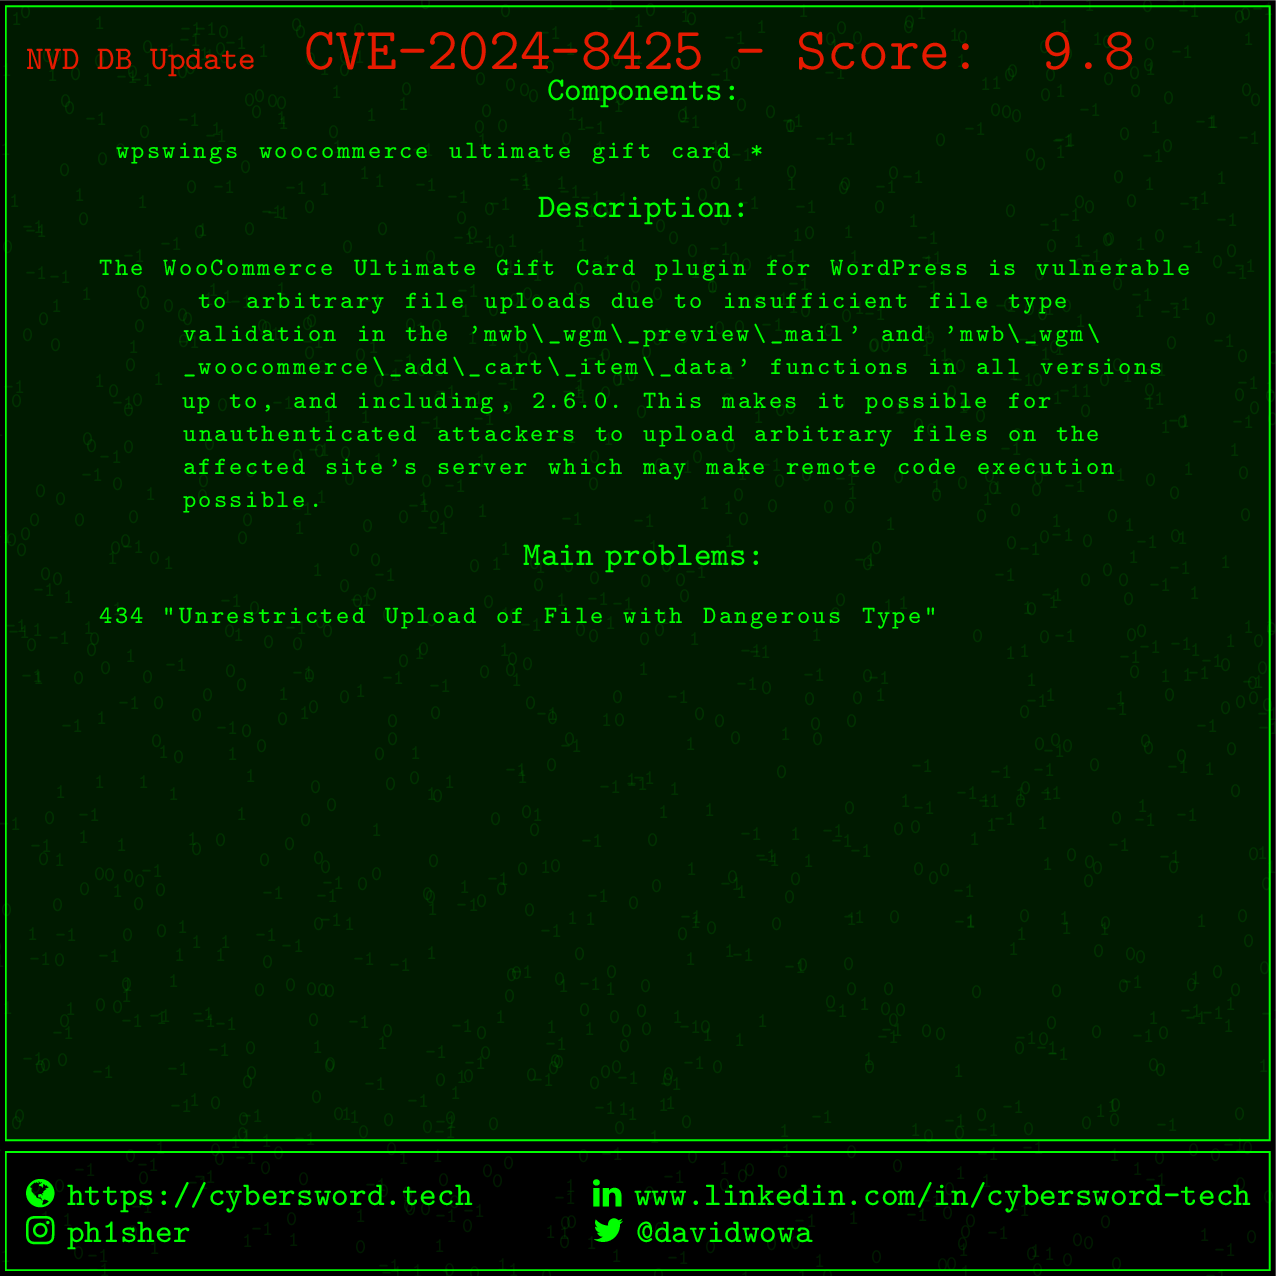 NVD DB Update CVE-2024-8425 - Score: 9.8
Components:
wpswings woocommerce ultimate gift card *
Description:
The WooCommerce Ultimate Gift Card plugin for WordPress is vulnerable
to arbitrary file uploads due to insufficient file type
validation in the 'mwb\_wgm\_preview\_mail' and 'mwb\_wgm\
_woocommerce\_add\_cart\_item\_data' functions in all versions
up to, and including, 2.6.0. This makes it possible for
unauthenticated attackers to upload arbitrary files on the
affected site's server which may make remote code execution
possible.
Main problems:
434 "Unrestricted Upload of File with Dangerous Type"
https://cybersword.tech
www.linkedin.com/in/cybersword-tech
ph1sher
@davidwowa